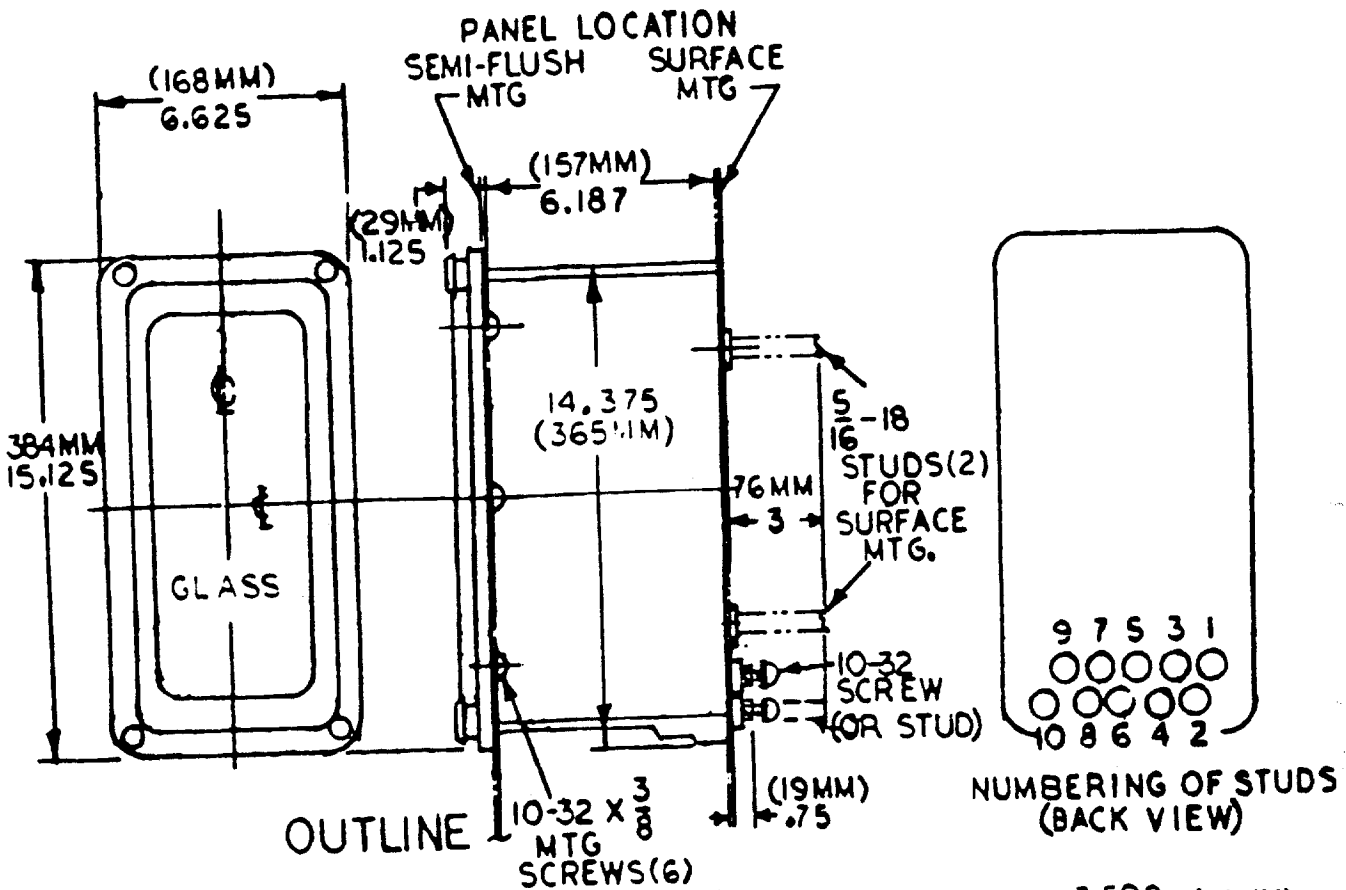 PANEL LOCATION
SEMI-FLUSH
MTG
SURFACE
MTG
(168MM)
6.625
(157MM)
6.187
(29MM)
1.125
384MM
15.125
GLASS
14.375
(365MM)
5/16-18
STUDS(2)
FOR
SURFACE
MTG.
76MM
3
10-32
SCREW
(OR STUD)
(19MM)
.75
OUTLINE
10-32 X 3/8
MTG
SCREWS(6)
9 7 5 3 1
10 8 6 4 2
NUMBERING OF STUDS
(BACK VIEW)